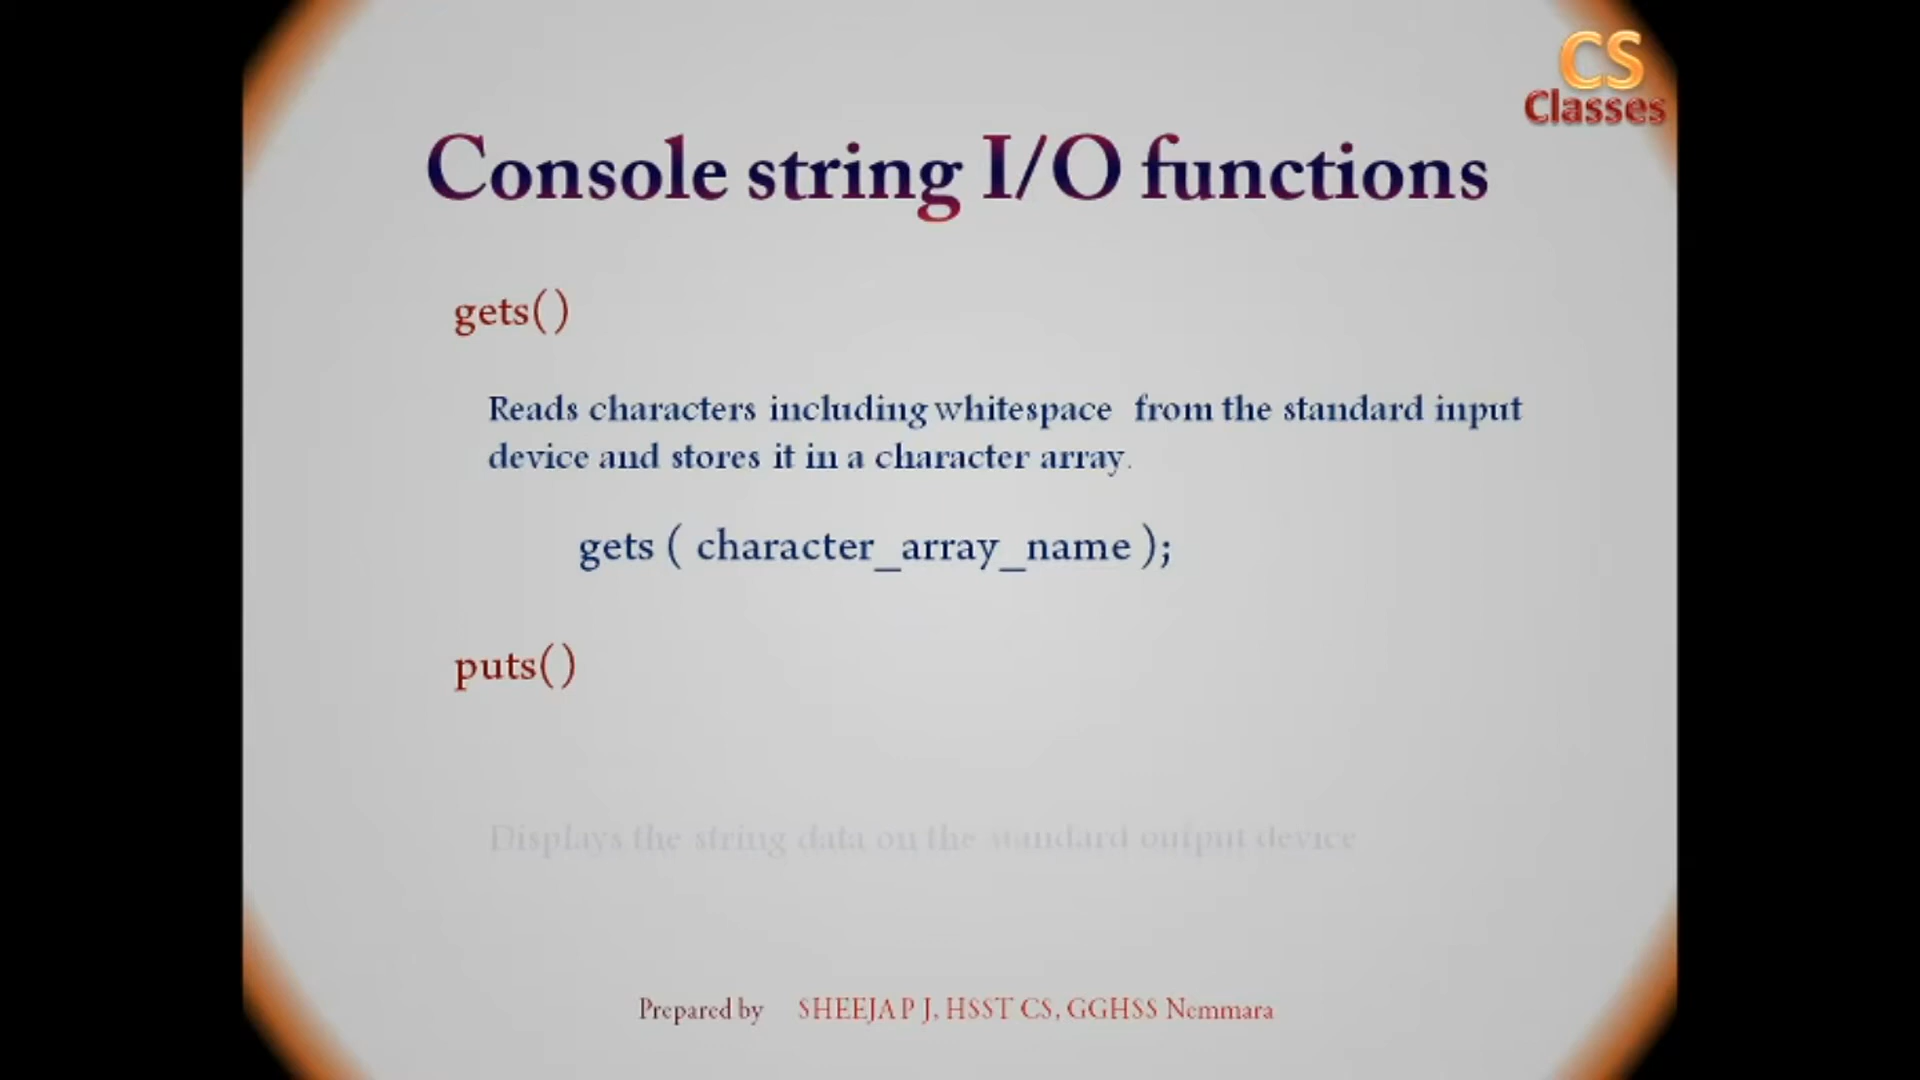 CS
Classes
Console string I/O functions
gets()
Reads characters including whitespace from the standard input
device and stores it in a character array.
gets ( character_array_name );
puts()
Displays the string data on the standard output device
Prepared by SHEEJA P J, HSST CS, GGHSS Nemmara